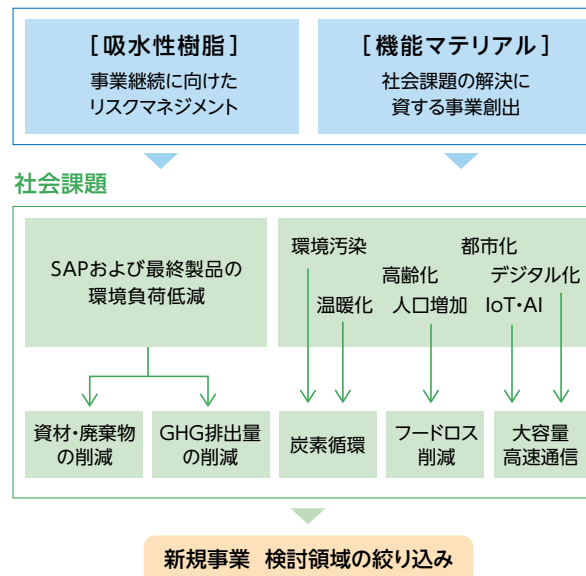 [吸水性樹脂]
事業継続に向けた
リスクマネジメント
[機能マテリアル]
社会課題の解決に
資する事業創出
社会課題
SAPおよび最終製品の
環境負荷低減
環境汚染
都市化
高齢化
デジタル化
温暖化
人口増加
IoT・AI
資材・廃棄物
の削減
GHG排出量
の削減
炭素循環
フードロス
削減
大容量
高速通信
新規事業 検討領域の絞り込み